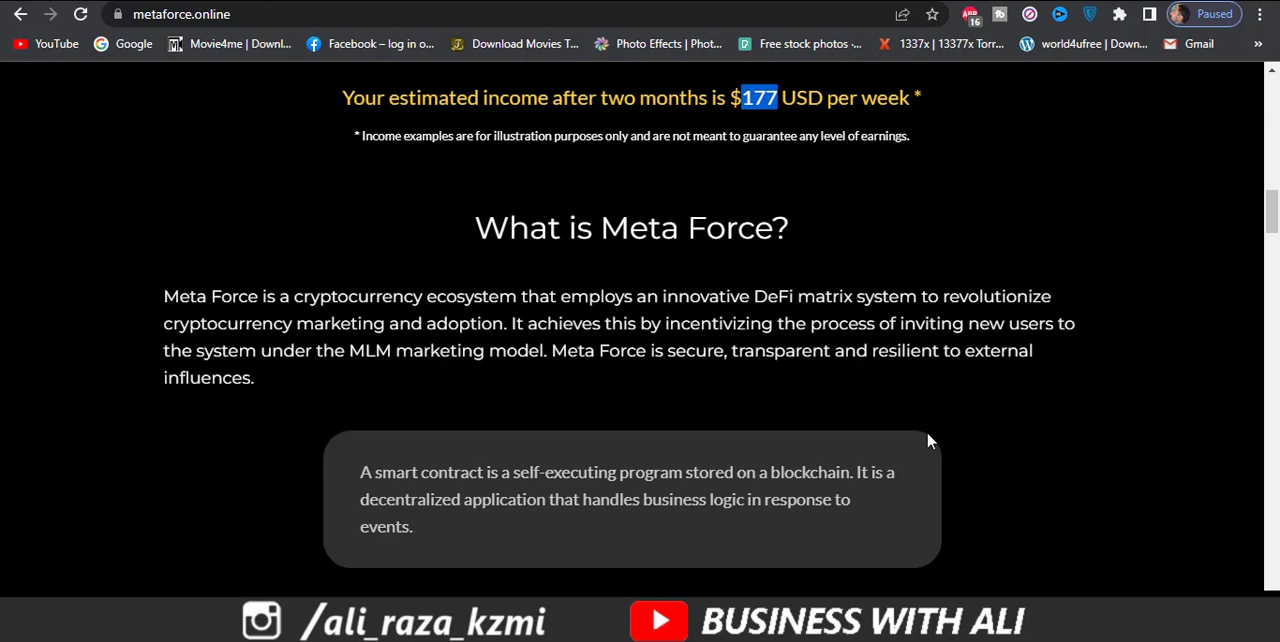 metaforce.online
16
Paused
YouTube
Google
Movie4me | Downl...
Facebook – log in o...
Download Movies T...
Photo Effects | Phot...
Free stock photos -...
1337x | 13377x Torr...
world4ufree | Down...
Gmail
»
Your estimated income after two months is $177 USD per week *
* Income examples are for illustration purposes only and are not meant to guarantee any level of earnings.
What is Meta Force?
Meta Force is a cryptocurrency ecosystem that employs an innovative DeFi matrix system to revolutionize
cryptocurrency marketing and adoption. It achieves this by incentivizing the process of inviting new users to
the system under the MLM marketing model. Meta Force is secure, transparent and resilient to external
influences.
A smart contract is a self-executing program stored on a blockchain. It is a
decentralized application that handles business logic in response to
events.
/ali_raza_kzmi
BUSINESS WITH ALI